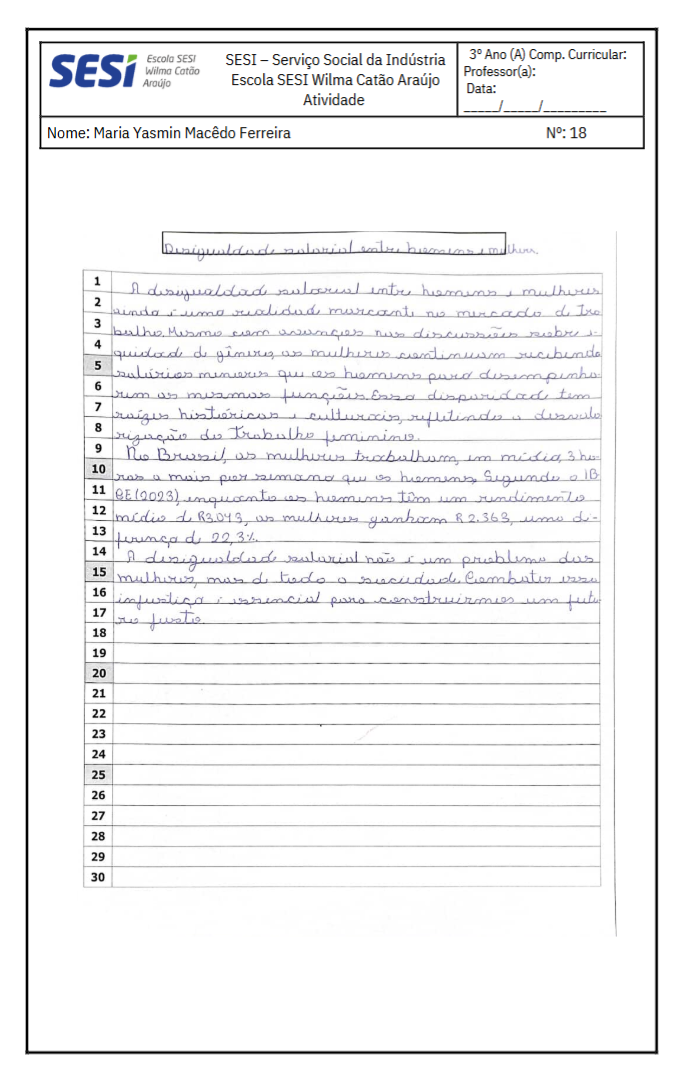 SESI Escola SESI
Wilma Catão
Araújo
SESI – Serviço Social da Indústria
Escola SESI Wilma Catão Araújo
Atividade
3º Ano (A) Comp. Curricular:
Professor(a):
Data:
_____/_____/_________
Nome: Maria Yasmin Macêdo Ferreira Nº: 18
Desigualdade salarial entre homens e mulheres.
1 A desigualdade salarial entre homens e mulheres
2 ainda é uma realidade marcante no mercado de tra
3 balho. Mesmo com avanços nas discussões sobre e-
4 quidade de gênero, as mulheres continuam recebendo
5 salários menores que os homens para desempenha-
6 rem as mesmas funções. Essa disparidade tem
7 raízes históricas e culturais, refletindo a desvalo
8 rização do trabalho feminino.
9 No Brasil, as mulheres trabalham, em média, 3 ho
10 ras a mais por semana que os homens. Segundo o IB
11 GE (2023), enquanto os homens têm um rendimento
12 médio de R3.043, as mulheres ganham R 2.363, uma di-
13 ferença de 22,3%.
14 A desigualdade salarial não é um problema das
15 mulheres, mas de toda a sociedade. Combater essa
16 injustiça é essencial para construirmos um futu
17 ro justo.
18
19
20
21
22
23
24
25
26
27
28
29
30